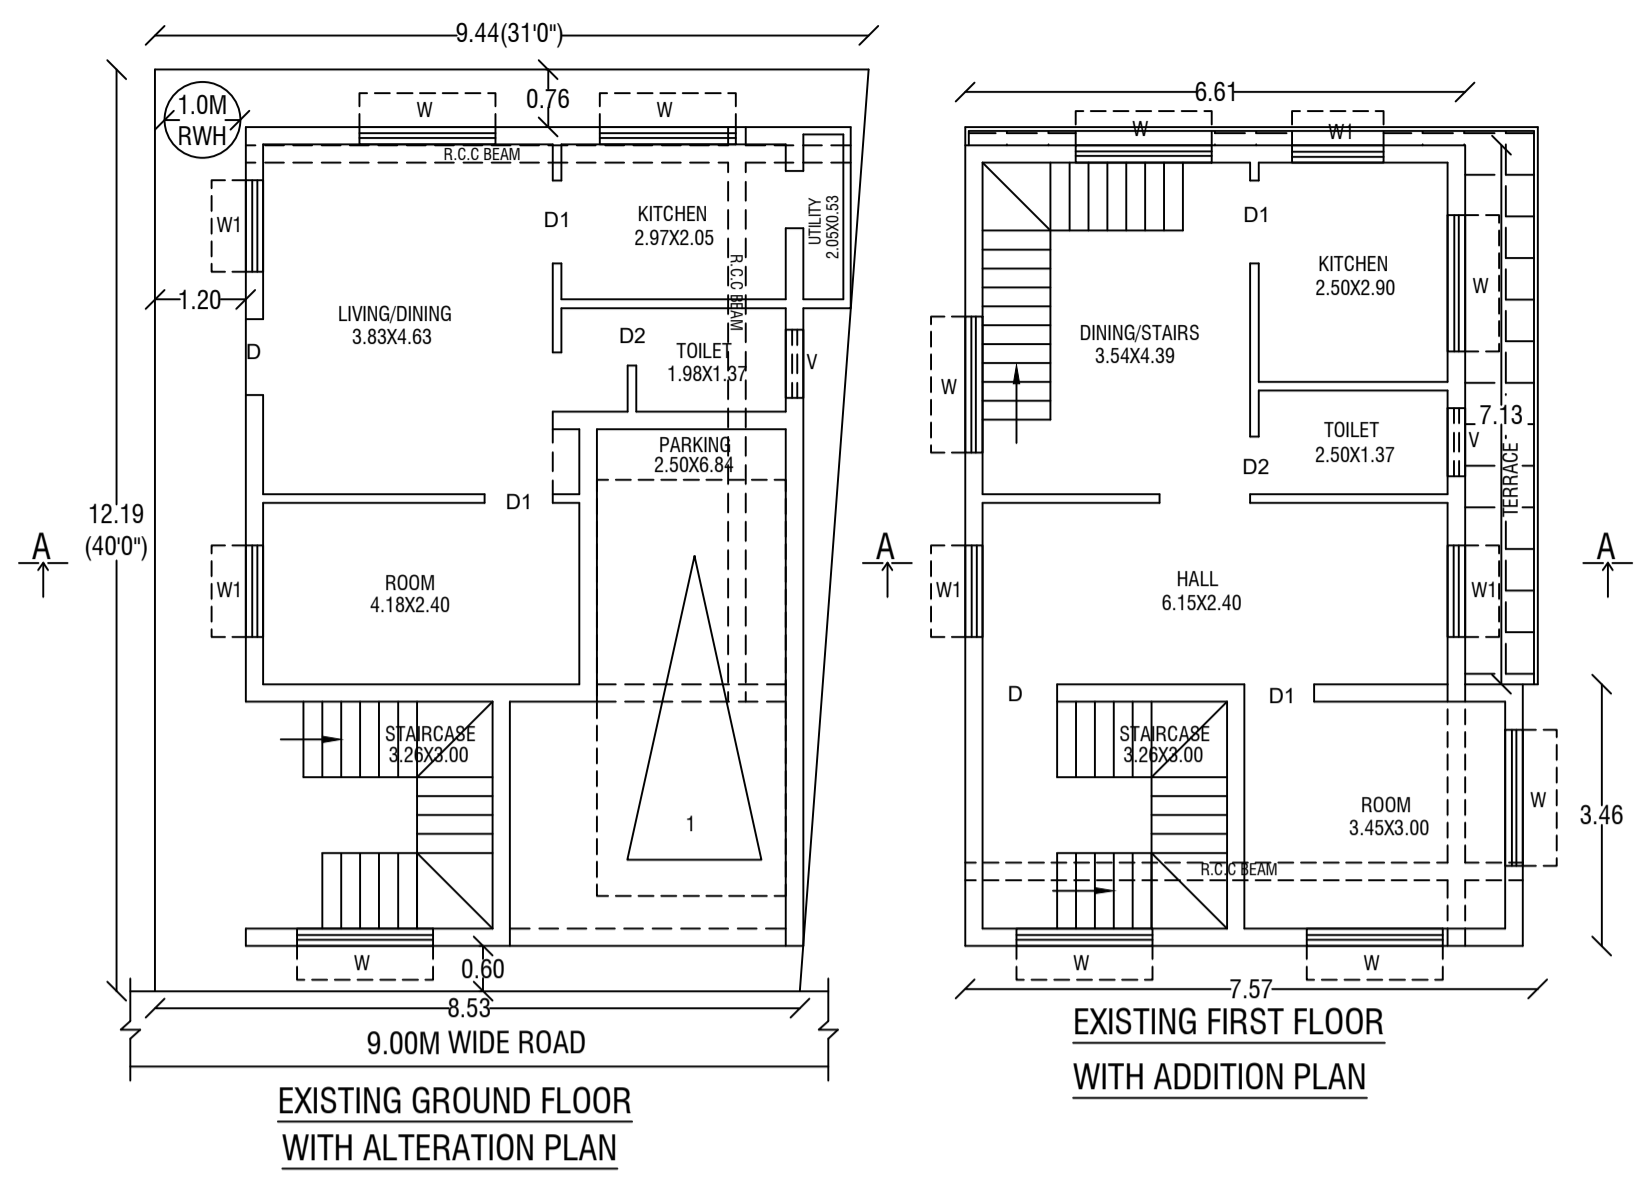 9.44(31'0")
1.0M
RWH
W
0.76
W
R.C.C BEAM
W1
D1
KITCHEN
2.97X2.05
UTILITY
2.05X0.53
R.C.C BEAM
1.20
LIVING/DINING
3.83X4.63
D
D2
TOILET
1.98X1.37
V
PARKING
2.50X6.84
12.19
(40'0")
D1
A
A
W1
ROOM
4.18X2.40
STAIRCASE
3.26X3.00
1
W
0.60
8.53
9.00M WIDE ROAD
EXISTING GROUND FLOOR
WITH ALTERATION PLAN
6.61
W
W1
D1
KITCHEN
2.50X2.90
W
DINING/STAIRS
3.54X4.39
W
7.13
TERRACE
TOILET
2.50X1.37
V
D2
A
W1
HALL
6.15X2.40
W1
D
D1
STAIRCASE
3.26X3.00
ROOM
3.45X3.00
W
3.46
R.C.C BEAM
W
W
7.57
EXISTING FIRST FLOOR
WITH ADDITION PLAN